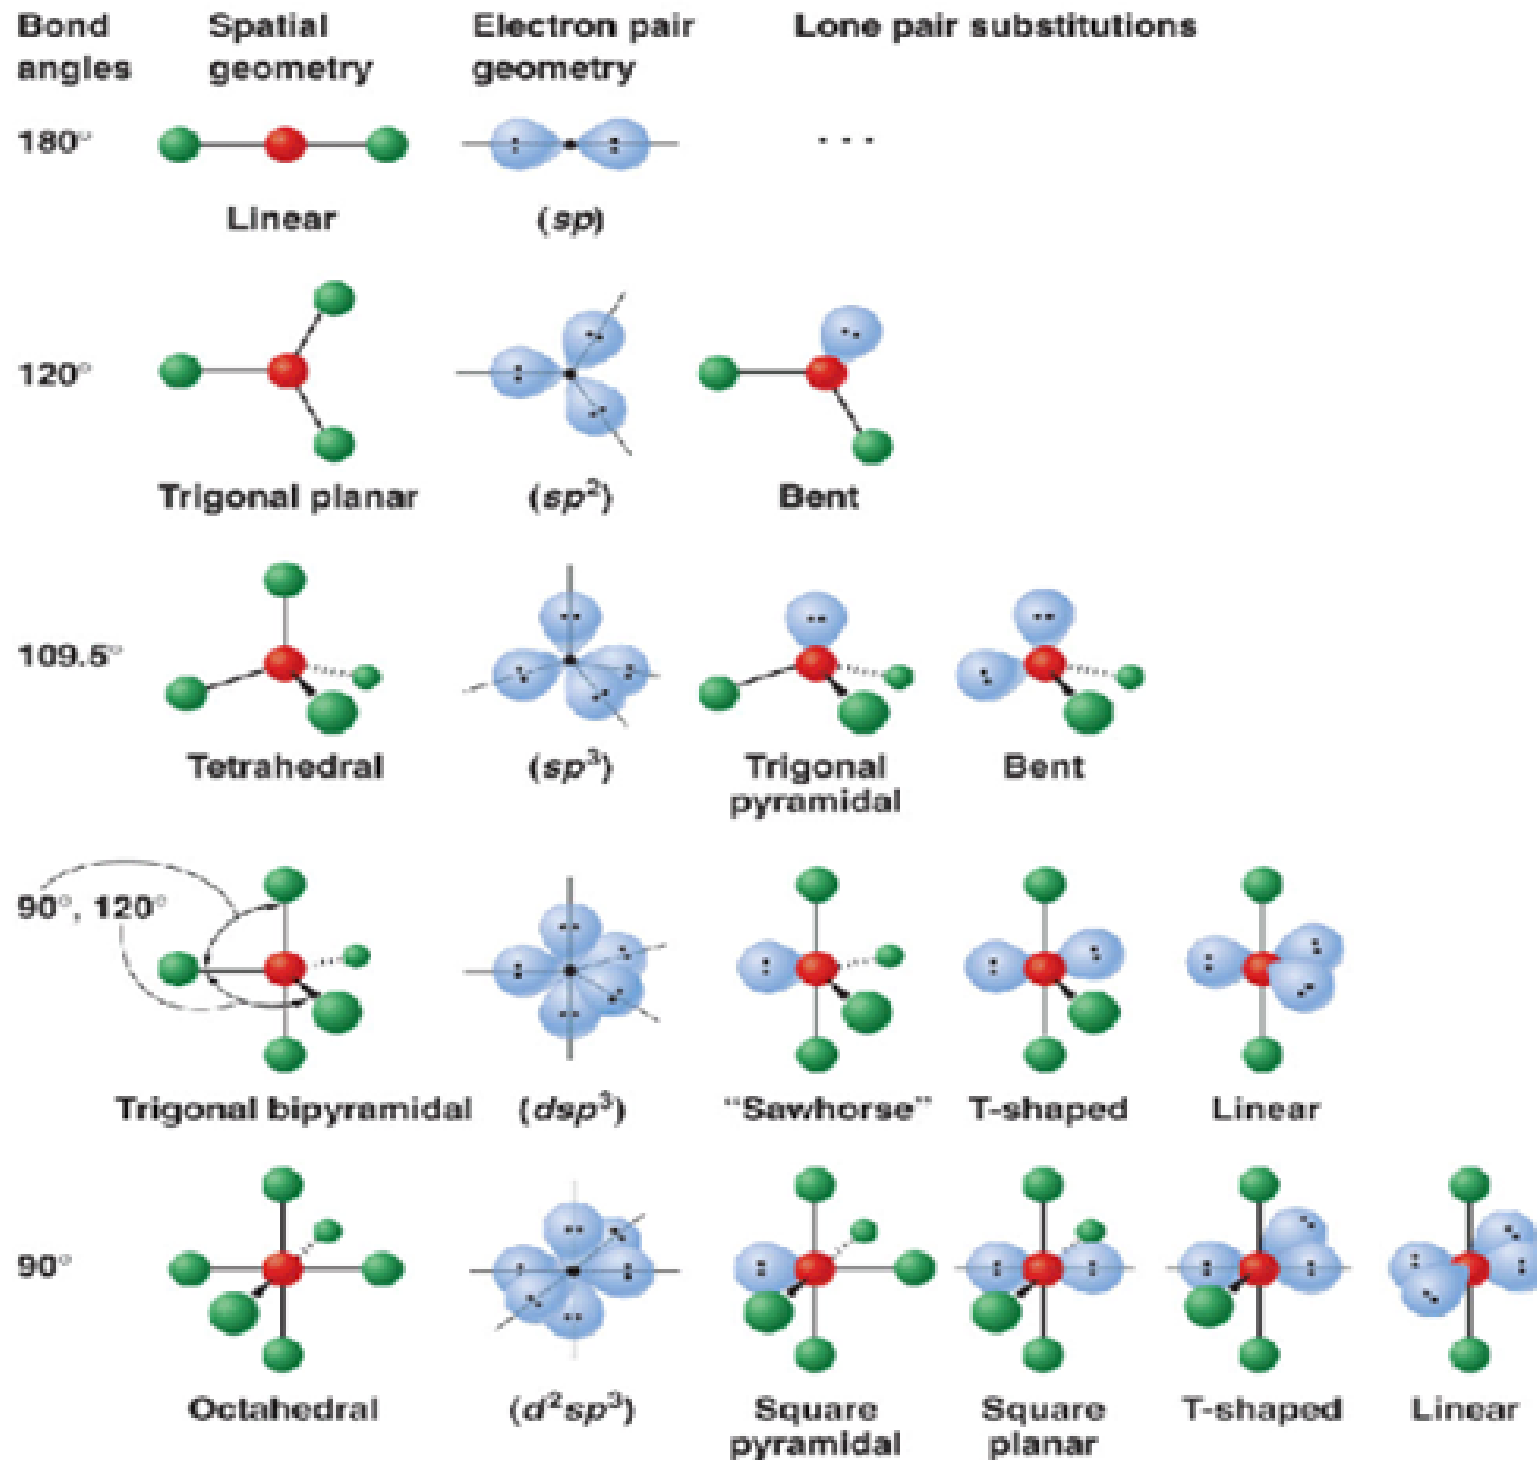 Bond Spatial Electron pair Lone pair substitutions
angles geometry geometry
180° . . .
Linear (sp)
120°
Trigonal planar (sp²) Bent
109.5°
Tetrahedral (sp³) Trigonal Bent
pyramidal
90°, 120°
Trigonal bipyramidal (dsp³) "Sawhorse" T-shaped Linear
90°
Octahedral (d²sp³) Square Square T-shaped Linear
pyramidal planar